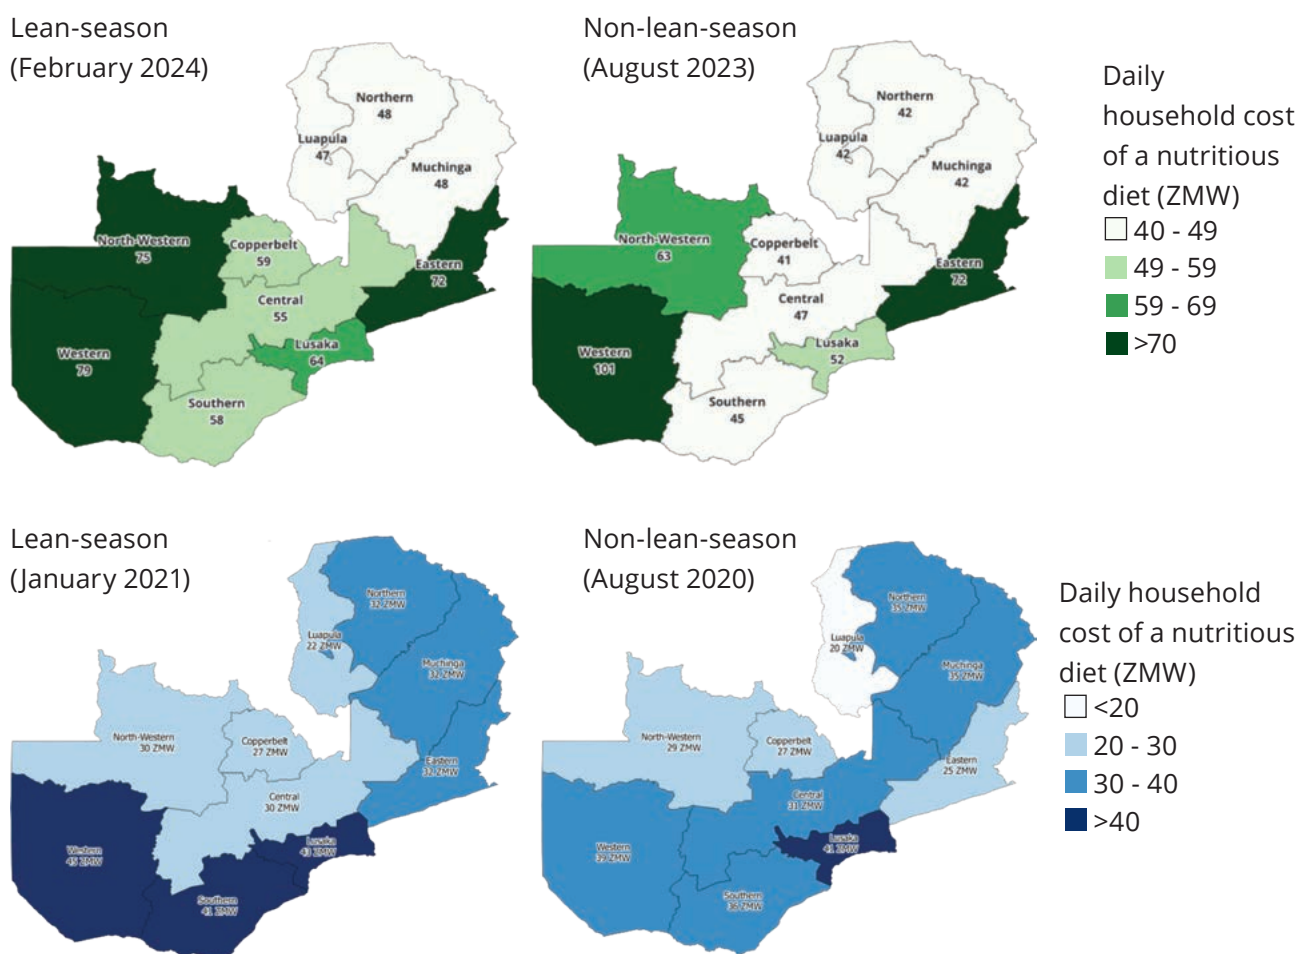 Lean-season
(February 2024)
Northern
48
Luapula
47
Muchinga
48
North-Western
75
Copperbelt
59
Eastern
72
Central
55
Lusaka
64
Western
79
Southern
58
Non-lean-season
(August 2023)
Northern
42
Luapula
42
Muchinga
42
North-Western
63
Copperbelt
41
Eastern
72
Central
47
Lusaka
52
Western
101
Southern
45
Daily
household cost
of a nutritious
diet (ZMW)
40 - 49
49 - 59
59 - 69
>70
Lean-season
(January 2021)
Northern
32 ZMW
Luapula
22 ZMW
Muchinga
32 ZMW
North-Western
30 ZMW
Copperbelt
27 ZMW
Eastern
32 ZMW
Central
30 ZMW
Lusaka
43 ZMW
Western
45 ZMW
Southern
41 ZMW
Non-lean-season
(August 2020)
Northern
35 ZMW
Luapula
20 ZMW
Muchinga
35 ZMW
North-Western
29 ZMW
Copperbelt
27 ZMW
Eastern
25 ZMW
Central
31 ZMW
Lusaka
41 ZMW
Western
39 ZMW
Southern
36 ZMW
Daily household
cost of a nutritious
diet (ZMW)
<20
20 - 30
30 - 40
>40